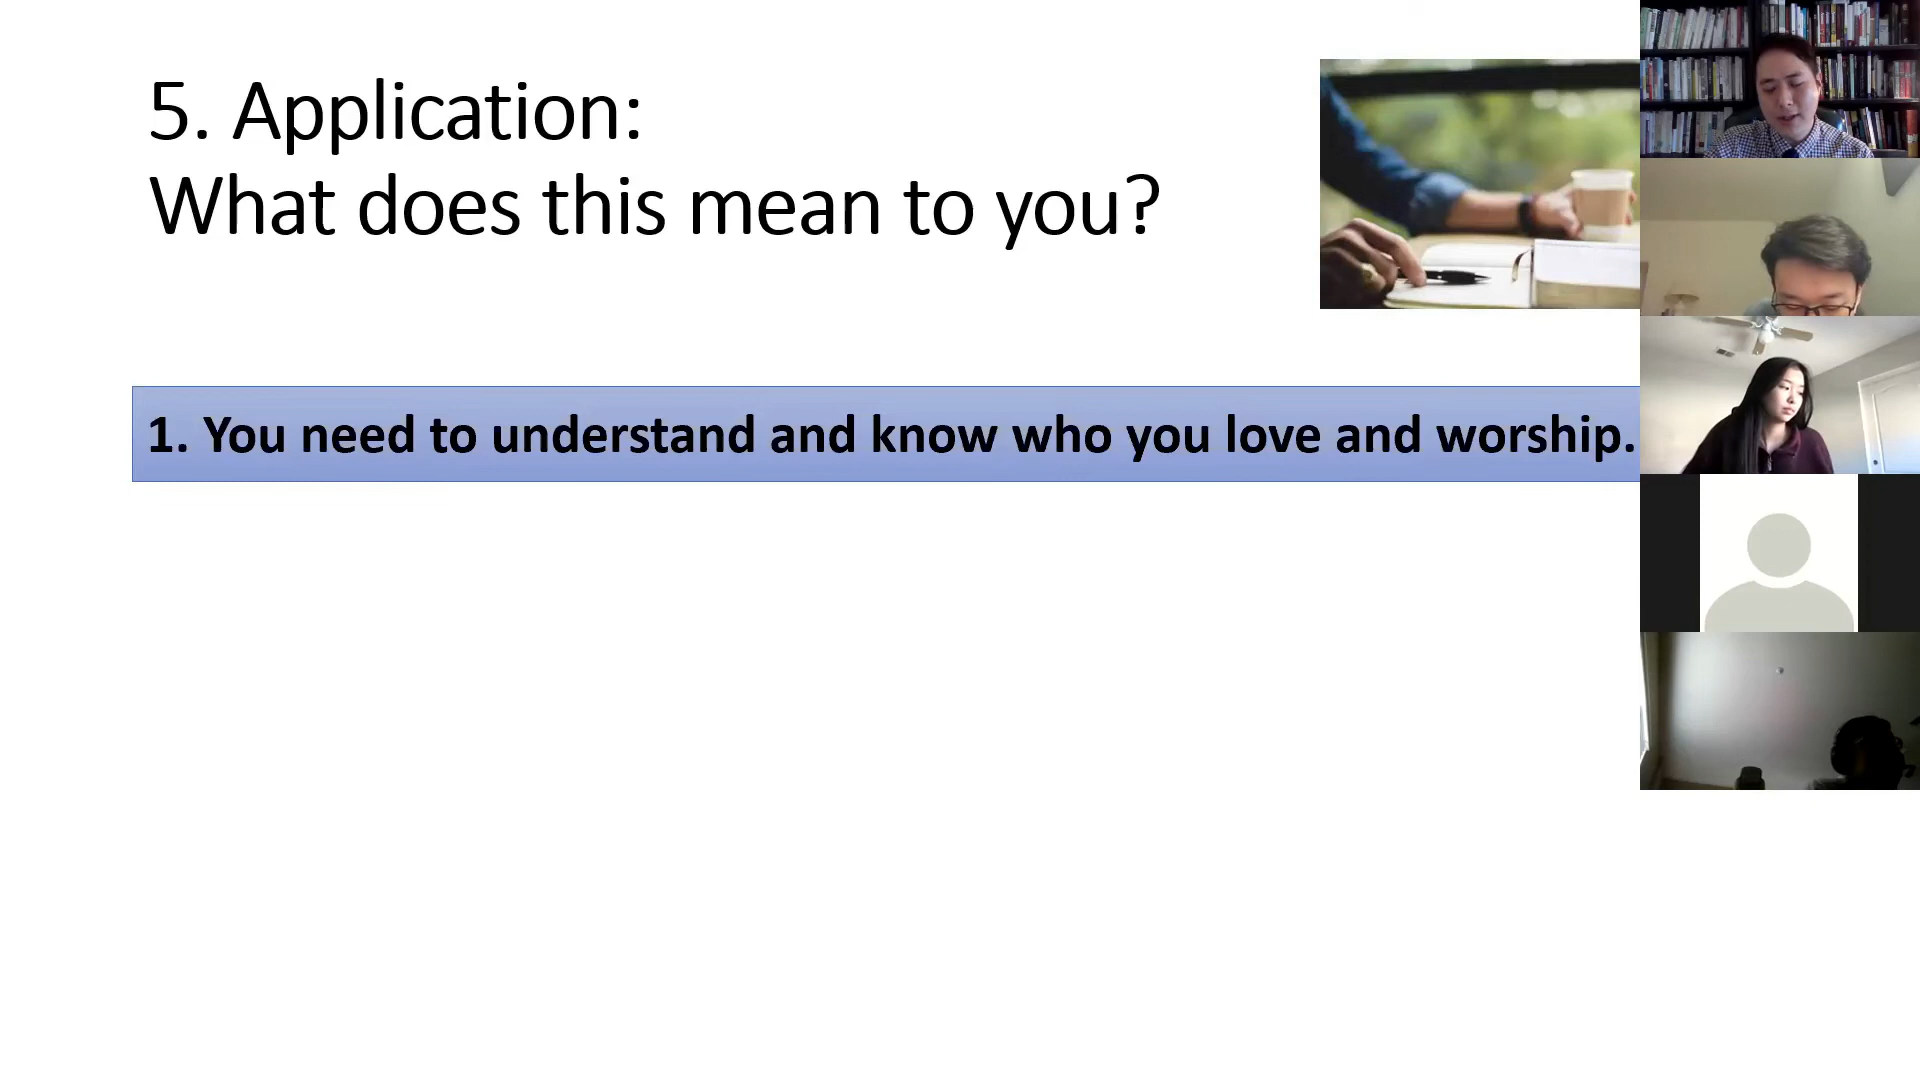 5. Application:
What does this mean to you?
1. You need to understand and know who you love and worship.